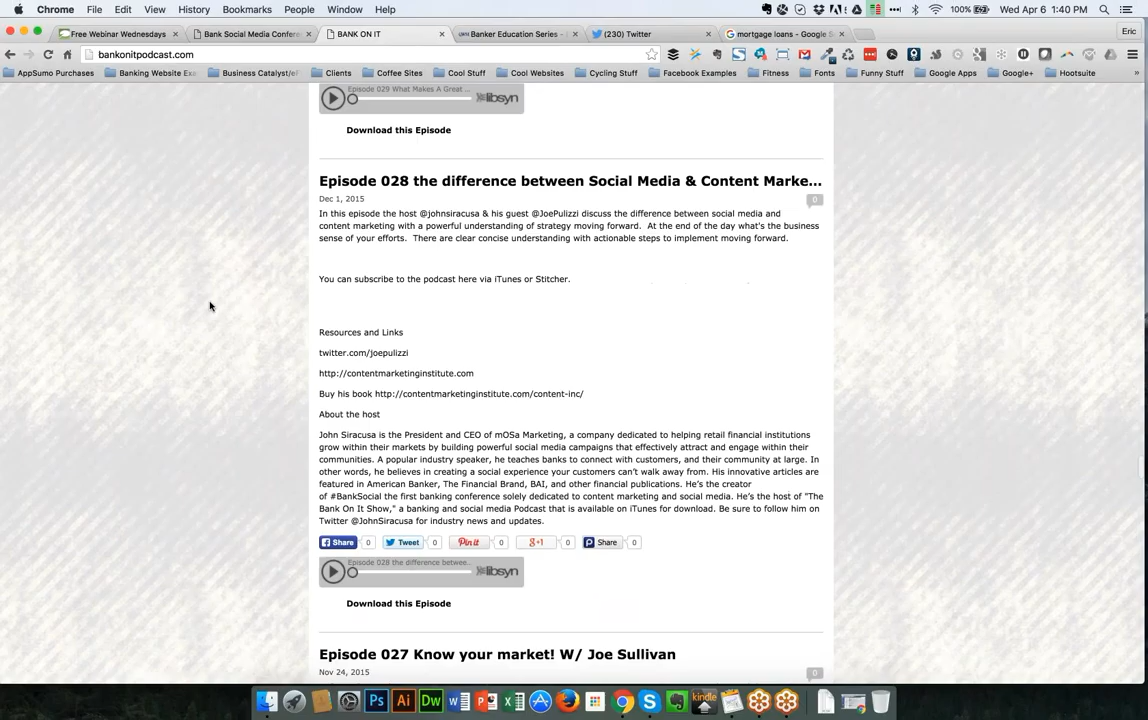 Chrome File Edit View History Bookmarks People Window Help 100% Wed Apr 6 1:40 PM
Free Webinar Wednesdays Bank Social Media Confere BANK ON IT Banker Education Series - (230) Twitter mortgage loans - Google S Eric
bankonitpodcast.com
AppSumo Purchases Banking Website Exa Business Catalyst/eF Clients Coffee Sites Cool Stuff Cool Websites Cycling Stuff Facebook Examples Fitness Fonts Funny Stuff Google Apps Google+ Hootsuite »
Episode 029 What Makes A Great ...
libsyn
Download this Episode
Episode 028 the difference between Social Media & Content Marke...
Dec 1, 2015 0
In this episode the host @johnsiracusa & his guest @JoePulizzi discuss the difference between social media and
content marketing with a powerful understanding of strategy moving forward. At the end of the day what's the business
sense of your efforts. There are clear concise understanding with actionable steps to implement moving forward.
You can subscribe to the podcast here via iTunes or Stitcher.
Resources and Links
twitter.com/joepulizzi
http://contentmarketinginstitute.com
Buy his book http://contentmarketinginstitute.com/content-inc/
About the host
John Siracusa is the President and CEO of mOSa Marketing, a company dedicated to helping retail financial institutions
grow within their markets by building powerful social media campaigns that effectively attract and engage within their
communities. A popular industry speaker, he teaches banks to connect with customers, and their community at large. In
other words, he believes in creating a social experience your customers can't walk away from. His innovative articles are
featured in American Banker, The Financial Brand, BAI, and other financial publications. He's the creator
of #BankSocial the first banking conference solely dedicated to content marketing and social media. He's the host of "The
Bank On It Show," a banking and social media Podcast that is available on iTunes for download. Be sure to follow him on
Twitter @JohnSiracusa for industry news and updates.
Share 0 Tweet 0 Pin it 0 g+1 0 Share 0
Episode 028 the difference betwee...
libsyn
Download this Episode
Episode 027 Know your market! W/ Joe Sullivan
Nov 24, 2015 0
Ps Ai Dw kindle